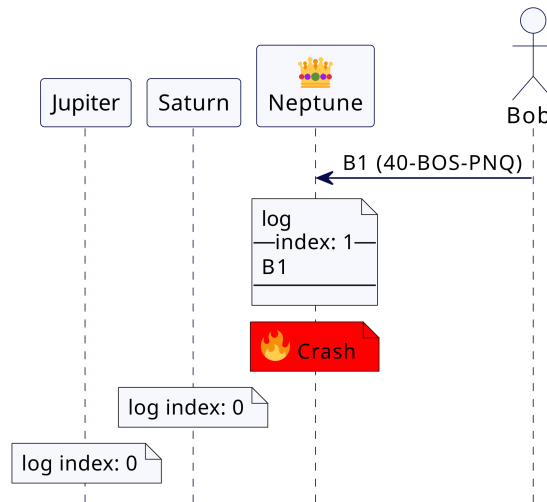 Jupiter
Saturn
Neptune
Bob
B1 (40-BOS-PNQ)
log
index: 1
B1
Crash
log index: 0
log index: 0